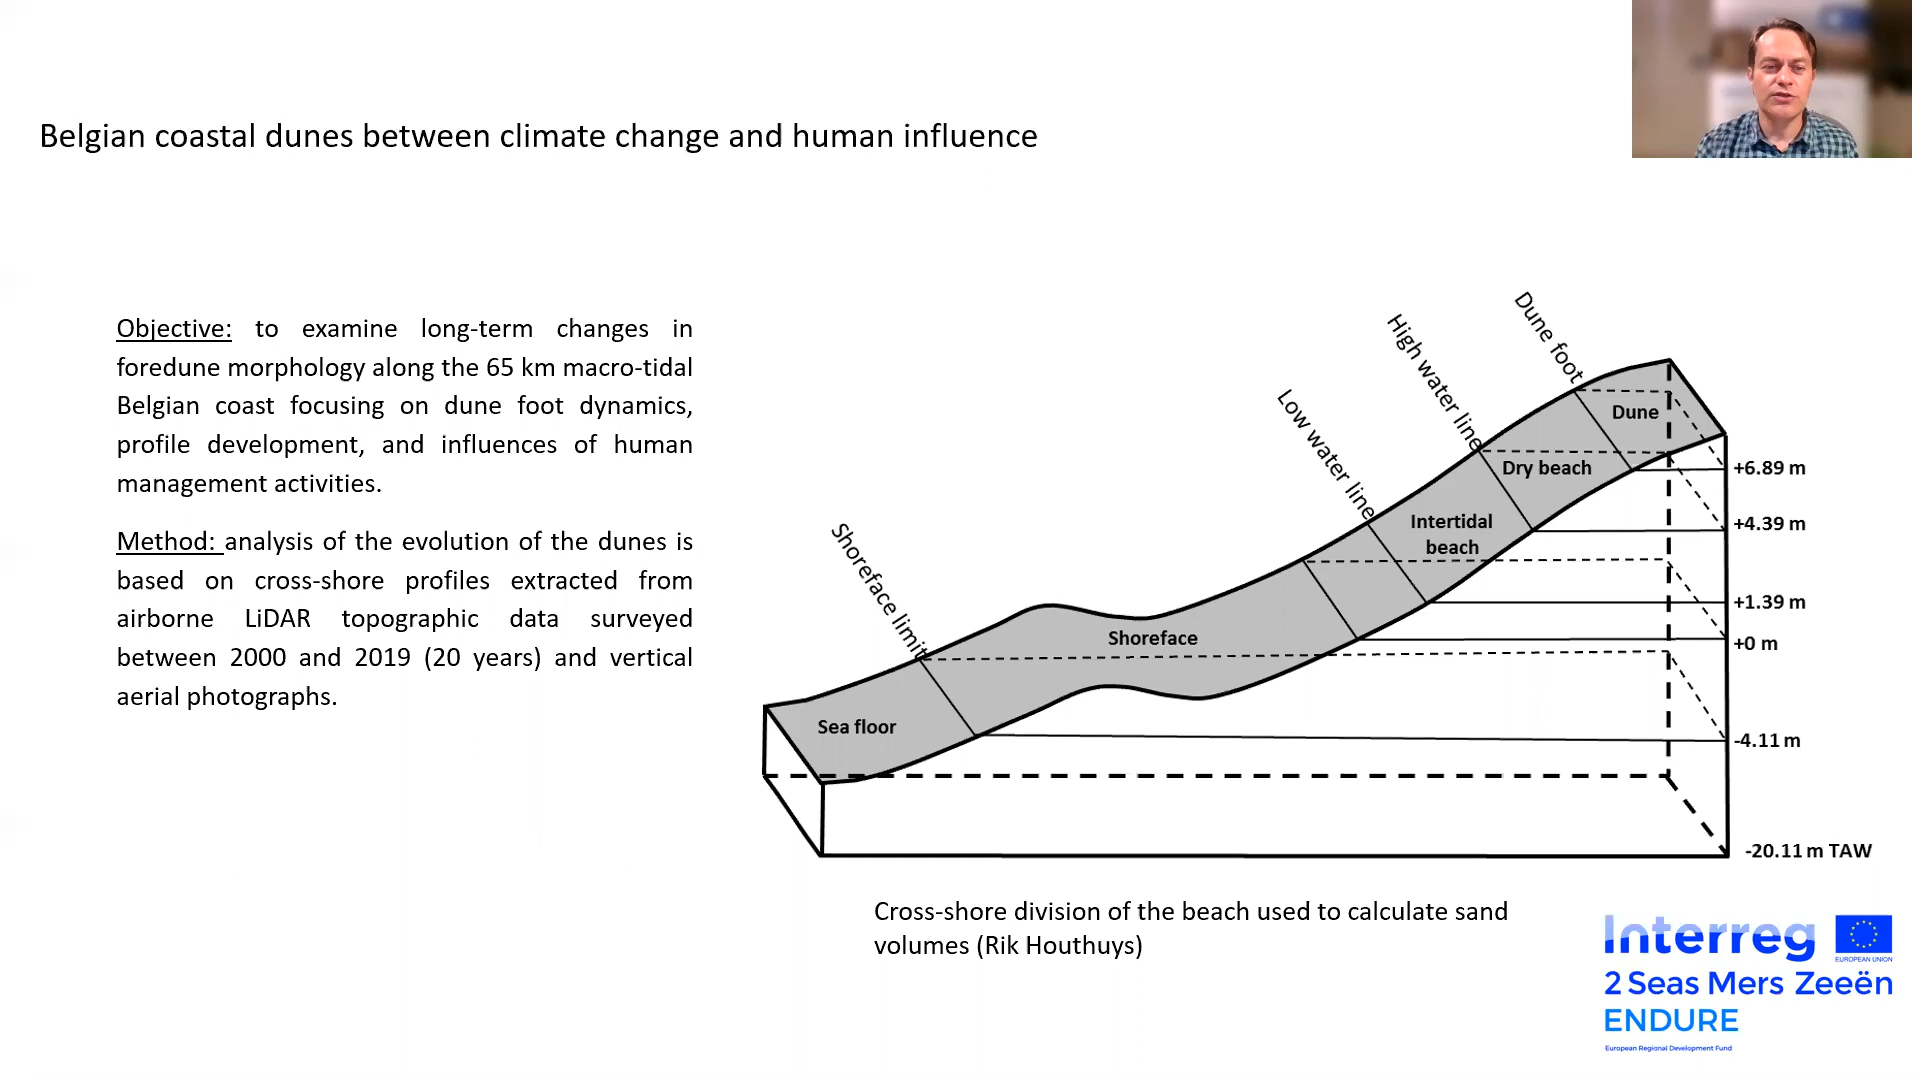 Belgian coastal dunes between climate change and human influence
Objective: to examine long-term changes in
foredune morphology along the 65 km macro-tidal
Belgian coast focusing on dune foot dynamics,
profile development, and influences of human
management activities.
Method: analysis of the evolution of the dunes is
based on cross-shore profiles extracted from
airborne LiDAR topographic data surveyed
between 2000 and 2019 (20 years) and vertical
aerial photographs.
Dune foot
High water line
Low water line
Shoreface limit
Dune
Dry beach
Intertidal
beach
Shoreface
Sea floor
+6.89 m
+4.39 m
+1.39 m
+0 m
-4.11 m
-20.11 m TAW
Cross-shore division of the beach used to calculate sand
volumes (Rik Houthuys)
Interreg
EUROPEAN UNION
2 Seas Mers Zeeën
ENDURE
European Regional Development Fund